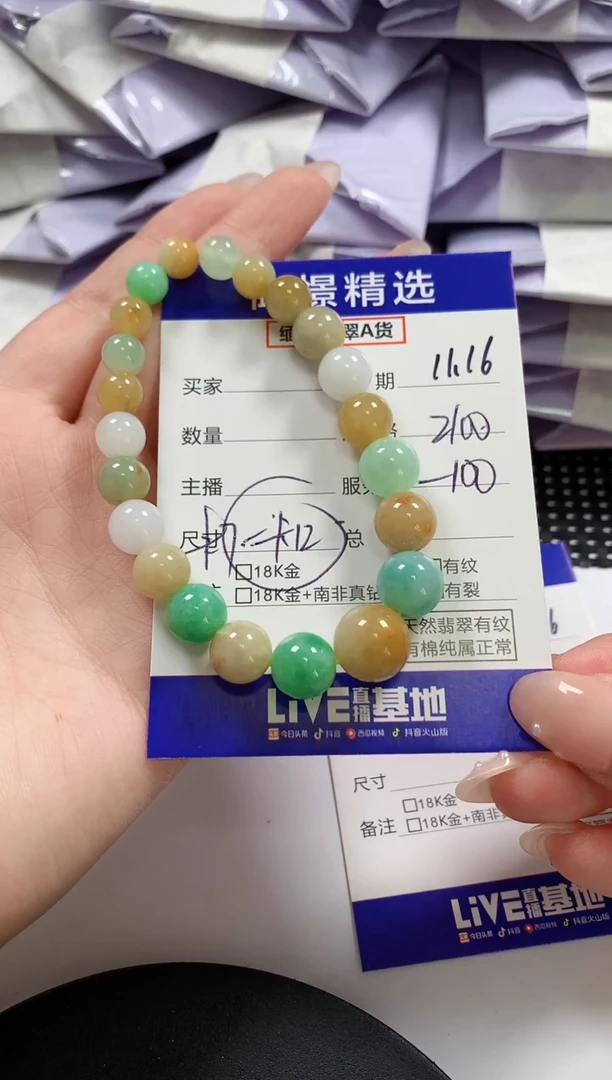 憬精选
缅 翠A货
买家 期 11.16
数量 2100
主播 服务 -100
尺寸 总
□18K金 □有纹
□18K金+南非真钻 有裂
天然翡翠有纹
有棉纯属正常
LiVE直播基地
今日头条 抖音 西瓜视频 抖音火山版
尺寸
□18K金
备注 □18K金+南非
LiVE直播基地
今日头条 抖音 西瓜视频 抖音火山版